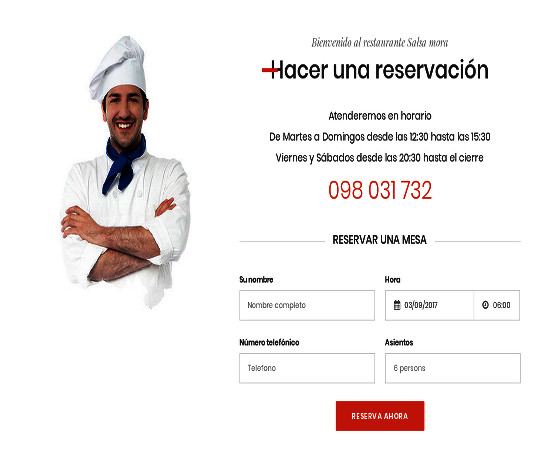 Bienvenido al restaurante Salsa mora
Hacer una reservación
Atenderemos en horario
De Martes a Domingos desde las 12:30 hasta las 15:30
Viernes y Sábados desde las 20:30 hasta el cierre
098 031 732
RESERVAR UNA MESA
Su nombre
Hora
Nombre completo
03/09/2017
06:00
Número telefónico
Asientos
Telefono
6 persons
RESERVA AHORA